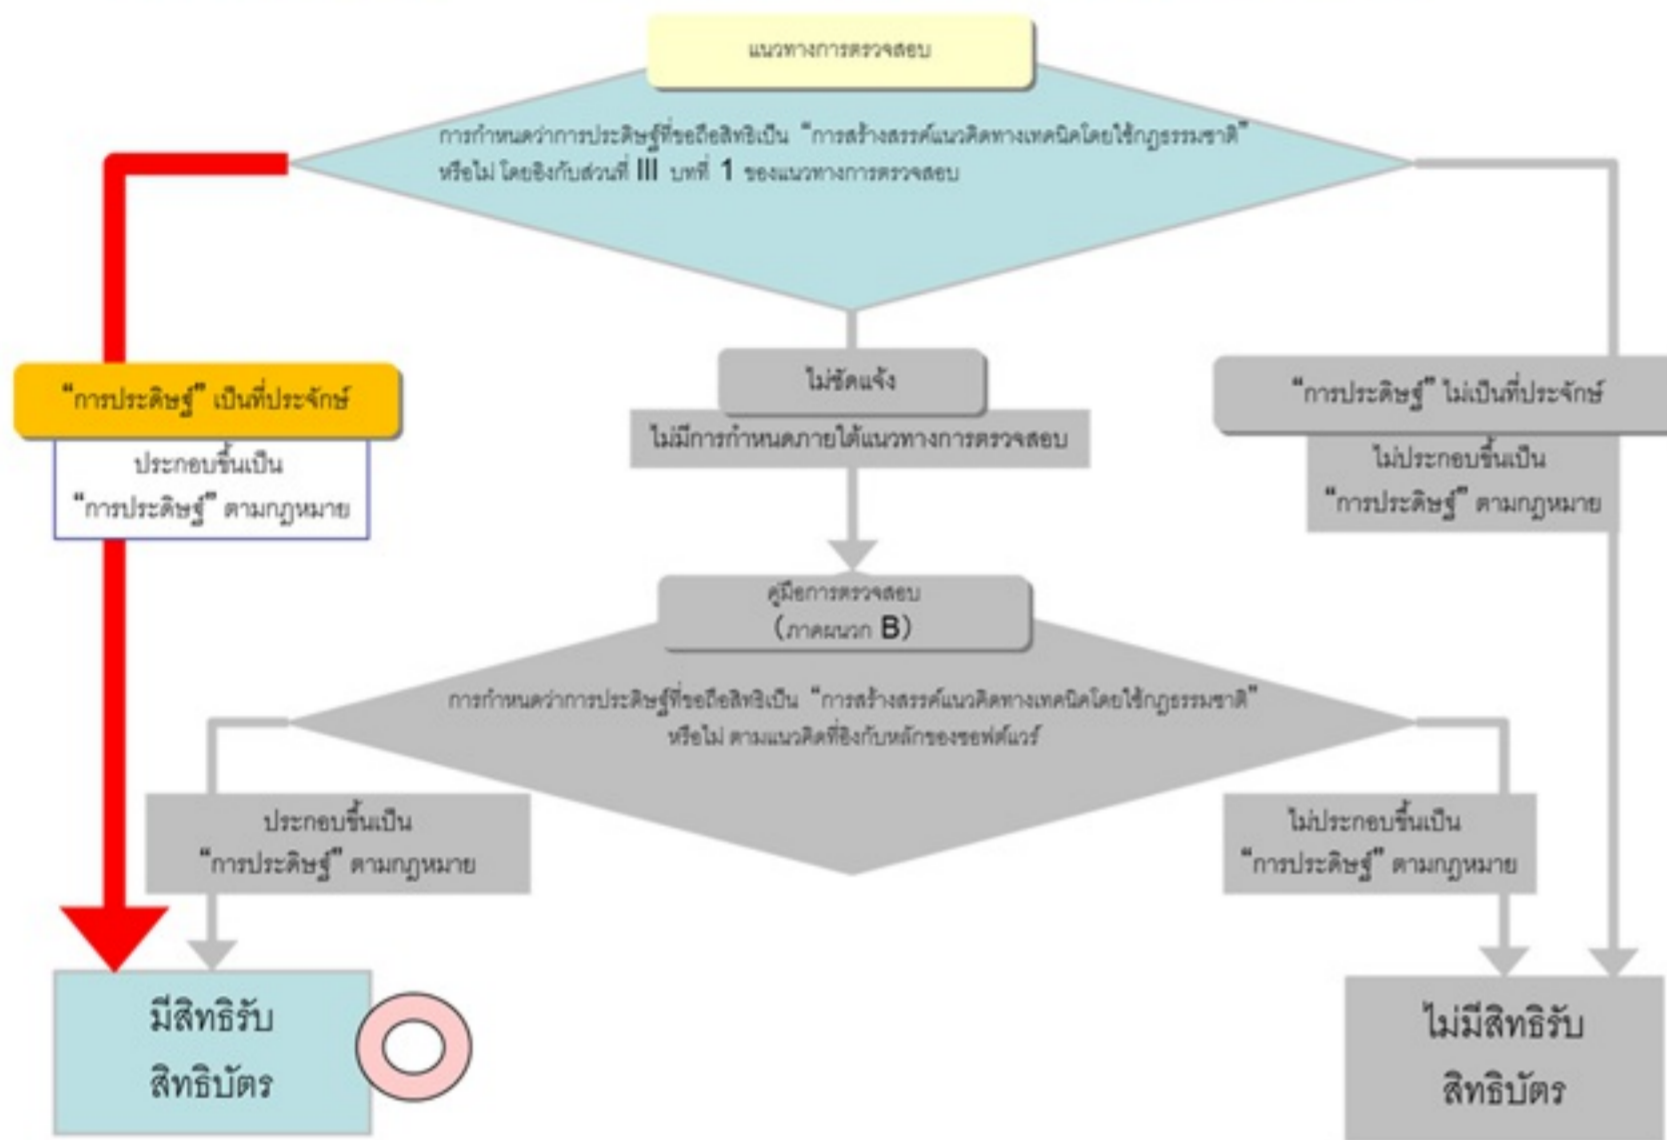 แนวทางการตรวจสอบ
การกำหนดว่าการประดิษฐ์ที่ขอถือสิทธิเป็น “การสร้างสรรค์แนวคิดทางเทคนิคโดยใช้กฎธรรมชาติ”
หรือไม่ โดยอิงกับส่วนที่ III บทที่ 1 ของแนวทางการตรวจสอบ
“การประดิษฐ์” เป็นที่ประจักษ์
ประกอบขึ้นเป็น
“การประดิษฐ์” ตามกฎหมาย
ไม่ชัดแจ้ง
ไม่มีการกำหนดภายใต้แนวทางการตรวจสอบ
“การประดิษฐ์” ไม่เป็นที่ประจักษ์
ไม่ประกอบขึ้นเป็น
“การประดิษฐ์” ตามกฎหมาย
คู่มือการตรวจสอบ
(ภาคผนวก B)
การกำหนดว่าการประดิษฐ์ที่ขอถือสิทธิเป็น “การสร้างสรรค์แนวคิดทางเทคนิคโดยใช้กฎธรรมชาติ”
หรือไม่ ตามแนวคิดที่อิงกับหลักของซอฟต์แวร์
ประกอบขึ้นเป็น
“การประดิษฐ์” ตามกฎหมาย
ไม่ประกอบขึ้นเป็น
“การประดิษฐ์” ตามกฎหมาย
มีสิทธิรับ
สิทธิบัตร
ไม่มีสิทธิรับ
สิทธิบัตร